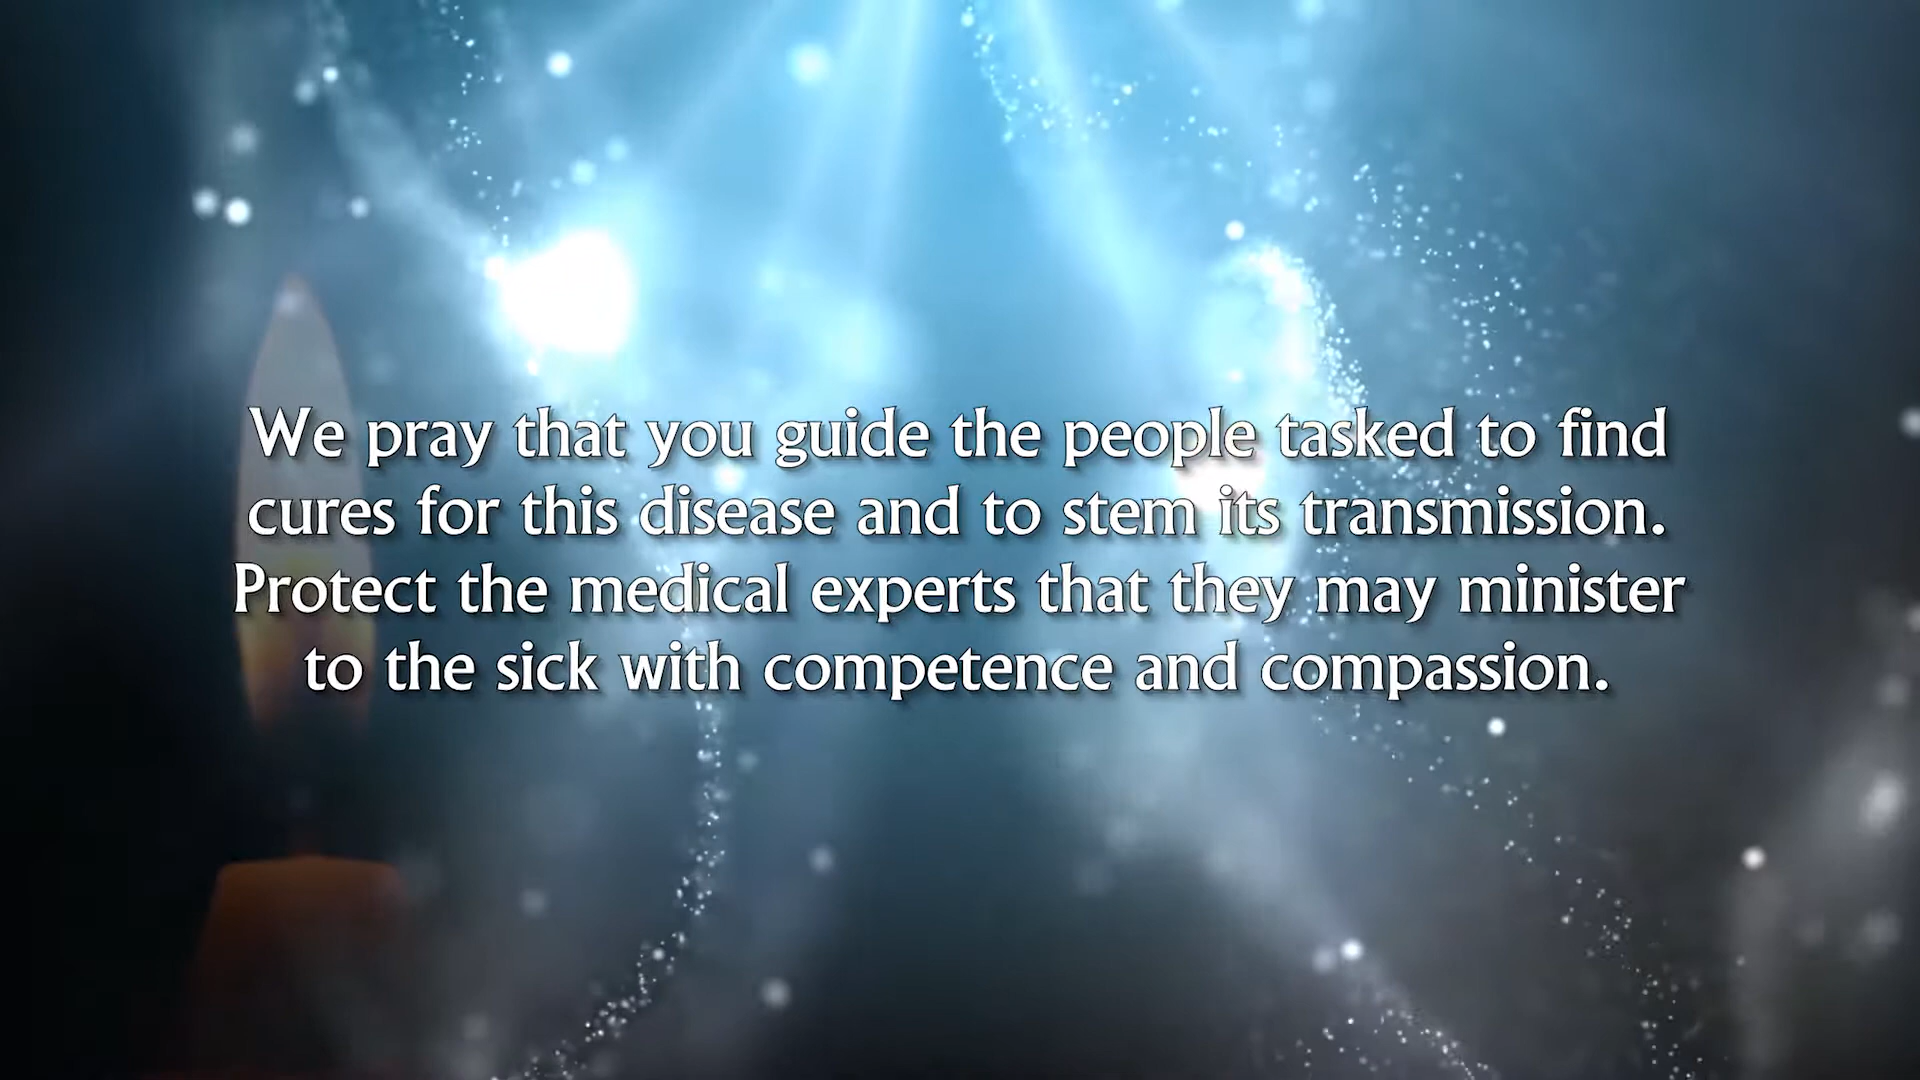 We pray that you guide the people tasked to find
cures for this disease and to stem its transmission.
Protect the medical experts that they may minister
to the sick with competence and compassion.